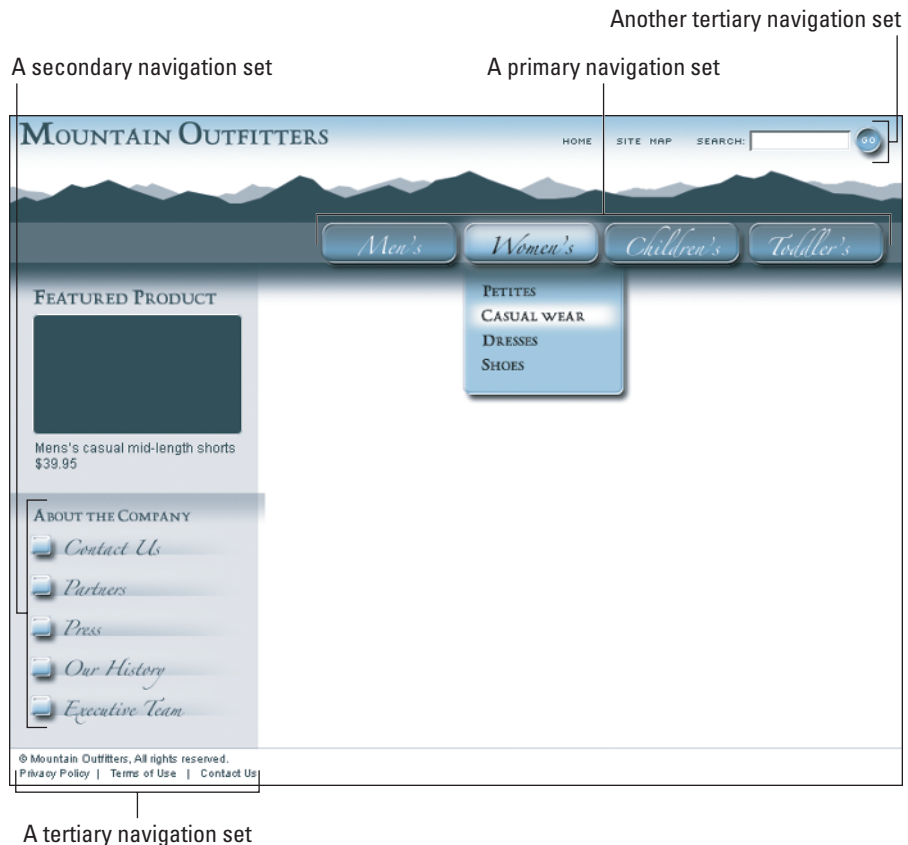 Another tertiary navigation set
A secondary navigation set
A primary navigation set
MOUNTAIN OUTFITTERS
HOME
SITE MAP
SEARCH:
GO
Men's
Women's
Children's
Toddler's
FEATURED PRODUCT
PETITES
CASUAL WEAR
DRESSES
SHOES
Mens's casual mid-length shorts
$39.95
ABOUT THE COMPANY
Contact Us
Partners
Press
Our History
Executive Team
© Mountain Outfitters, All rights reserved.
Privacy Policy | Terms of Use | Contact Us
A tertiary navigation set